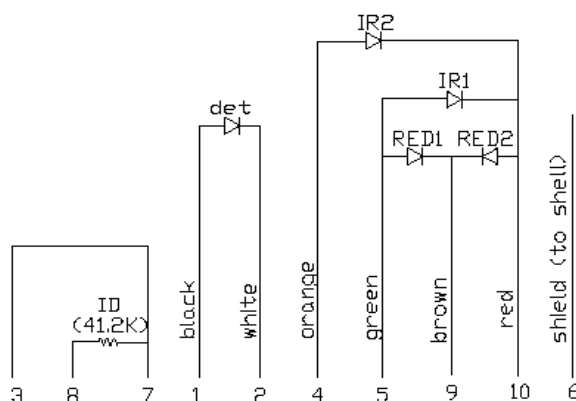 IR2
IR1
det
RED1 RED2
ID
(41.2K)
black
white
orange
green
brown
red
shield (to shell)
3 8 7 1 2 4 5 9 10 6